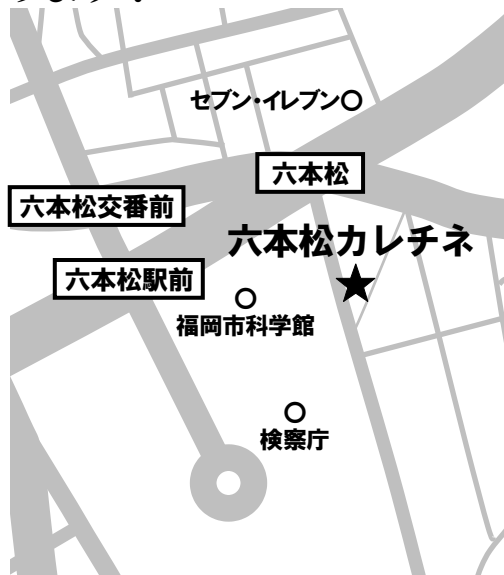 セブン・イレブン
六本松
六本松交番前
六本松カレチネ
六本松駅前
福岡市科学館
検察庁